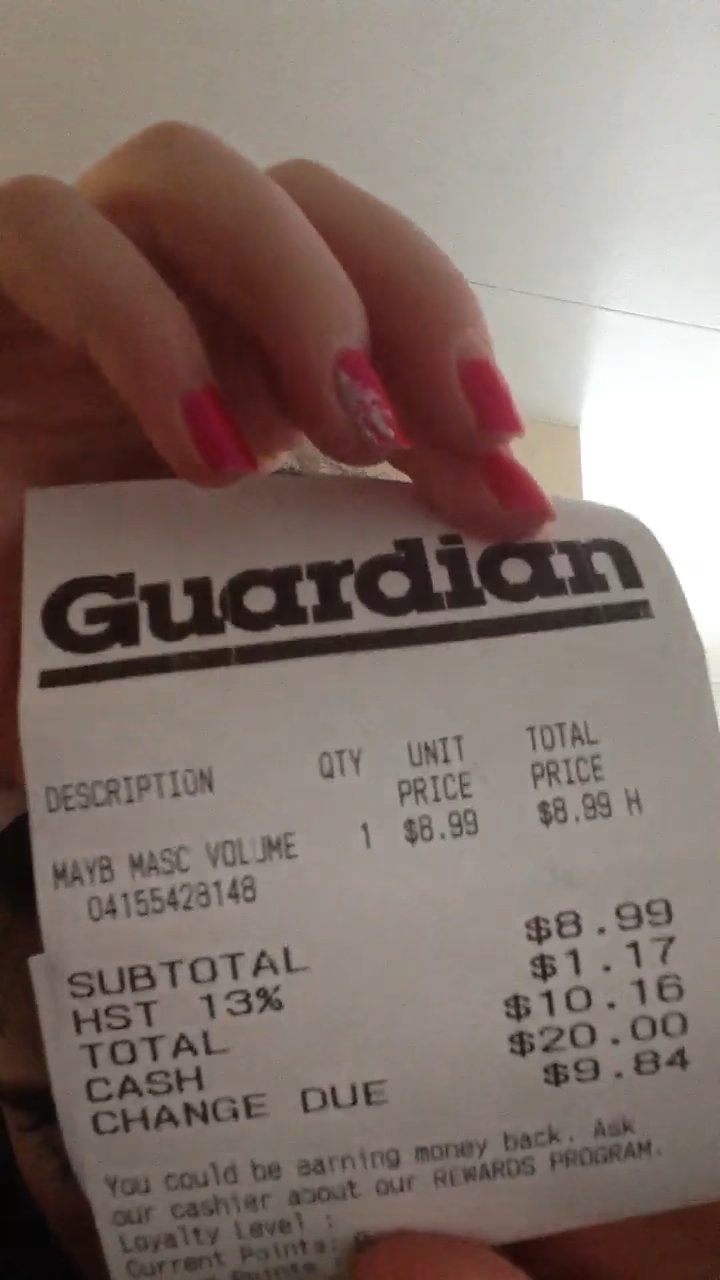 Guardian
DESCRIPTION QTY UNIT PRICE TOTAL PRICE
MAYB MASC VOLUME 1 $8.99 $8.99 H
04155428148
SUBTOTAL $8.99
HST 13% $1.17
TOTAL $10.16
CASH $20.00
CHANGE DUE $9.84
You could be earning money back. Ask
our cashier about our REWARDS PROGRAM.
Loyalty Level :
Current Points:
Points